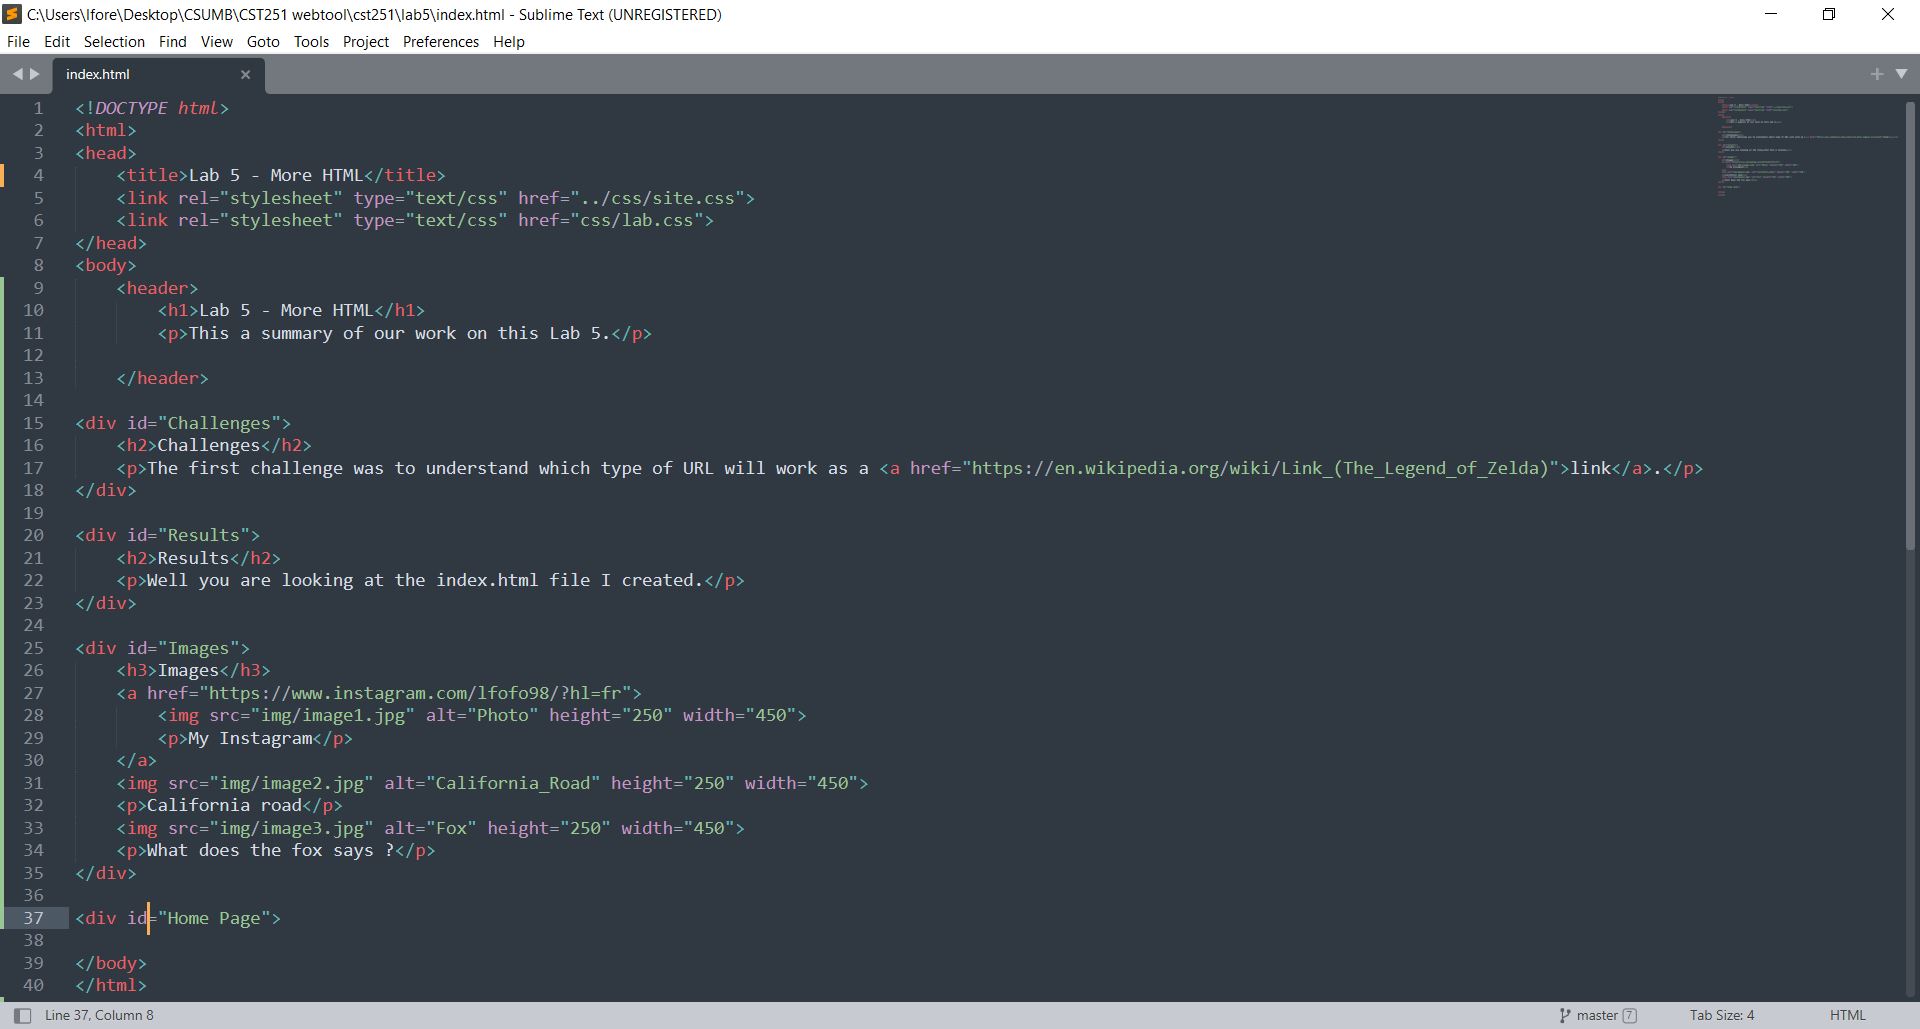 C:\Users\lfore\Desktop\CSUMB\CST251 webtool\cst251\lab5\index.html - Sublime Text (UNREGISTERED)
File Edit Selection Find View Goto Tools Project Preferences Help
index.html
1 <!DOCTYPE html>
2 <html>
3 <head>
4 <title>Lab 5 - More HTML</title>
5 <link rel="stylesheet" type="text/css" href="../css/site.css">
6 <link rel="stylesheet" type="text/css" href="css/lab.css">
7 </head>
8 <body>
9 <header>
10 <h1>Lab 5 - More HTML</h1>
11 <p>This a summary of our work on this Lab 5.</p>
12
13 </header>
14
15 <div id="Challenges">
16 <h2>Challenges</h2>
17 <p>The first challenge was to understand which type of URL will work as a <a href="https://en.wikipedia.org/wiki/Link_(The_Legend_of_Zelda)">link</a>.</p>
18 </div>
19
20 <div id="Results">
21 <h2>Results</h2>
22 <p>Well you are looking at the index.html file I created.</p>
23 </div>
24
25 <div id="Images">
26 <h3>Images</h3>
27 <a href="https://www.instagram.com/lfofo98/?hl=fr">
28 <img src="img/image1.jpg" alt="Photo" height="250" width="450">
29 <p>My Instagram</p>
30 </a>
31 <img src="img/image2.jpg" alt="California_Road" height="250" width="450">
32 <p>California road</p>
33 <img src="img/image3.jpg" alt="Fox" height="250" width="450">
34 <p>What does the fox says ?</p>
35 </div>
36
37 <div id="Home Page">
38
39 </body>
40 </html>
Line 37, Column 8 master 7 Tab Size: 4 HTML